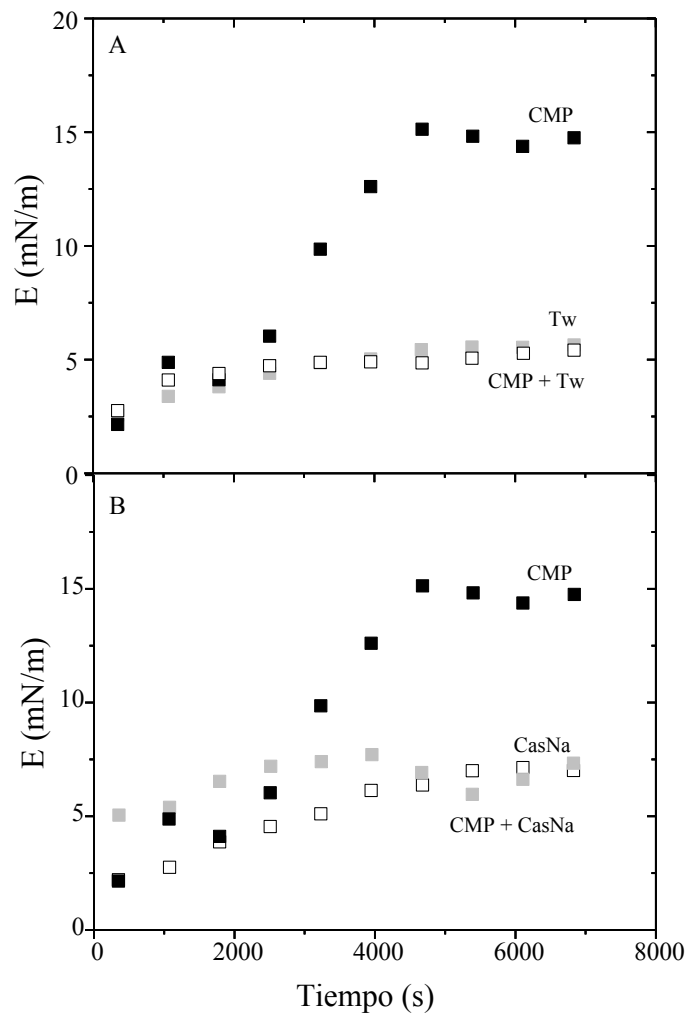 20
A
CMP
15
E (mN/m)
10
Tw
5
CMP + Tw
0
B
CMP
15
E (mN/m)
10
CasNa
5
CMP + CasNa
0
0 2000 4000 6000 8000
Tiempo (s)